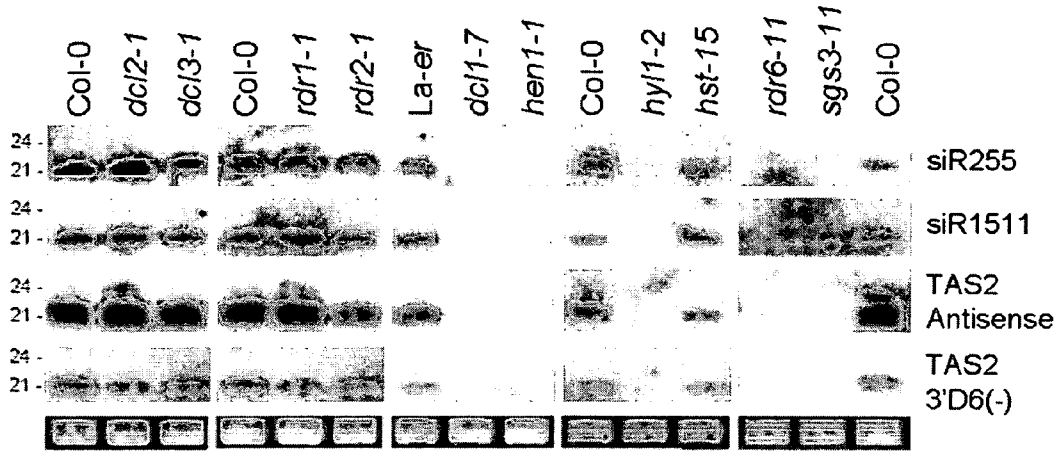 Col-0 dcl2-1 dcl3-1 Col-0 rdr1-1 rdr2-1 La-er dcl1-7 hen1-1 Col-0 hyl1-2 hst-15 rdr6-11 sgs3-11 Col-0
24 -
21 -
siR255
24 -
21 -
siR1511
24 -
21 -
TAS2
Antisense
24 -
21 -
TAS2
3'D6(-)